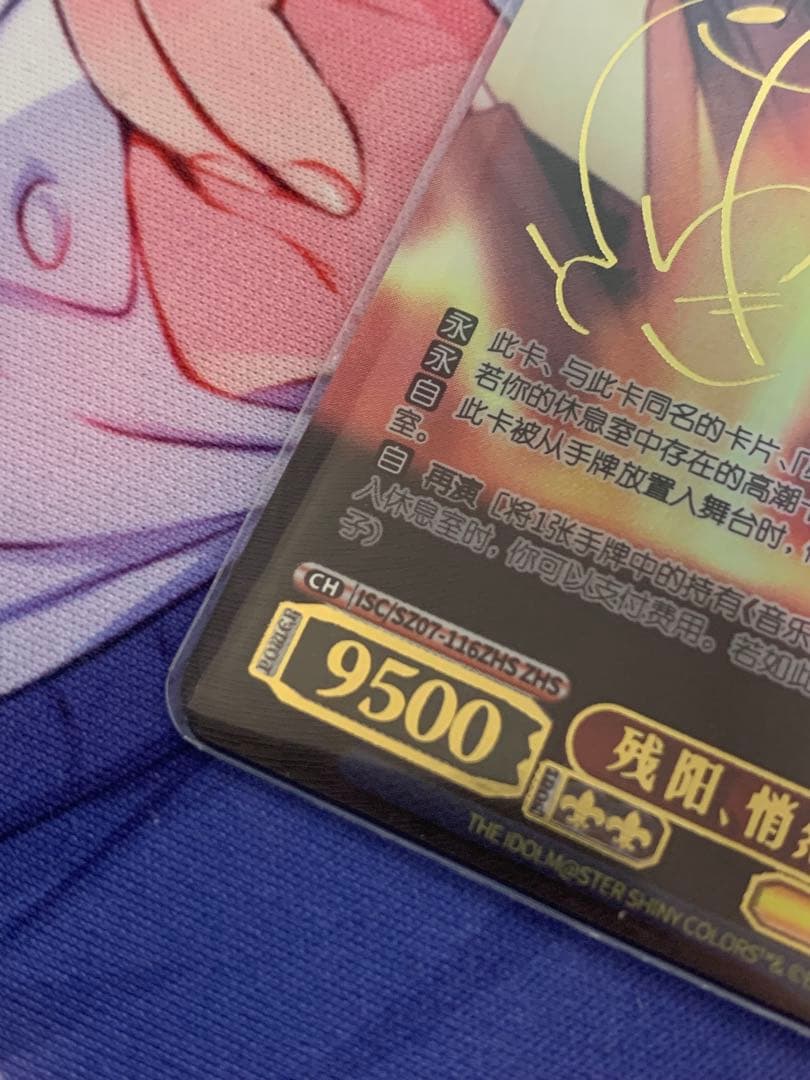 永 此卡、与此卡同名的卡片、「
永 若你的休息室中存在的高潮卡
自 此卡被从手牌放置入舞台时，
室。
自 再演「将1张手牌中的持有《音乐
入休息室时，你可以支付费用。若如此
子）
CH ISC/SZ07-116ZHS ZHS
POWER 9500
残阳、悄
SOUL
THE IDOLM@STER SHINY COLORS™&